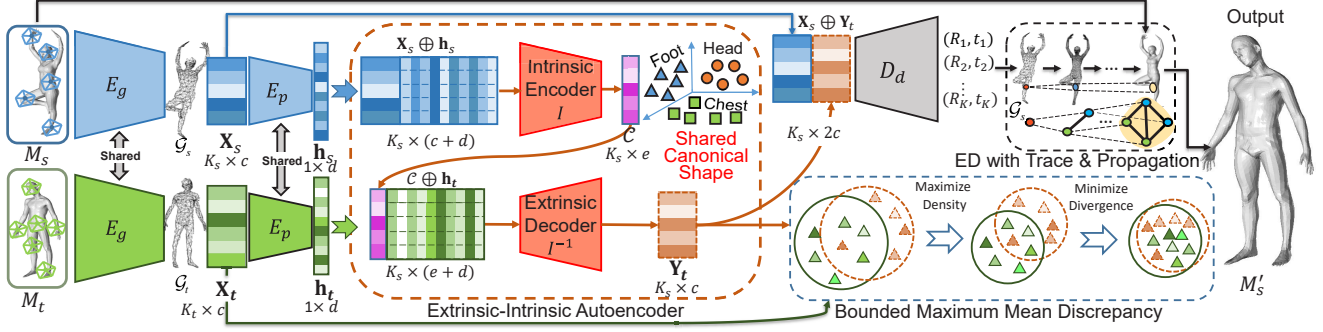 Output
X_s ⊕ Y_t
(R_1, t_1)
(R_2, t_2)
⋮
(R_K, t_K)
D_d
K_s × 2c
𝒢_s
ED with Trace & Propagation
E_g
M_s
𝒢_s
X_s
K_s × c
E_p
h_s
1× d
Shared
Shared
X_s ⊕ h_s
K_s × (c + d)
Intrinsic
Encoder
I
𝒞
K_s × e
Foot
Head
Chest
Shared
Canonical
Shape
E_g
M_t
𝒢_t
X_t
K_t × c
E_p
h_t
1× d
𝒞 ⊕ h_t
K_s × (e + d)
Extrinsic
Decoder
I⁻¹
Y_t
K_s × c
Extrinsic-Intrinsic Autoencoder
Maximize
Density
Minimize
Divergence
Bounded Maximum Mean Discrepancy
M′_s